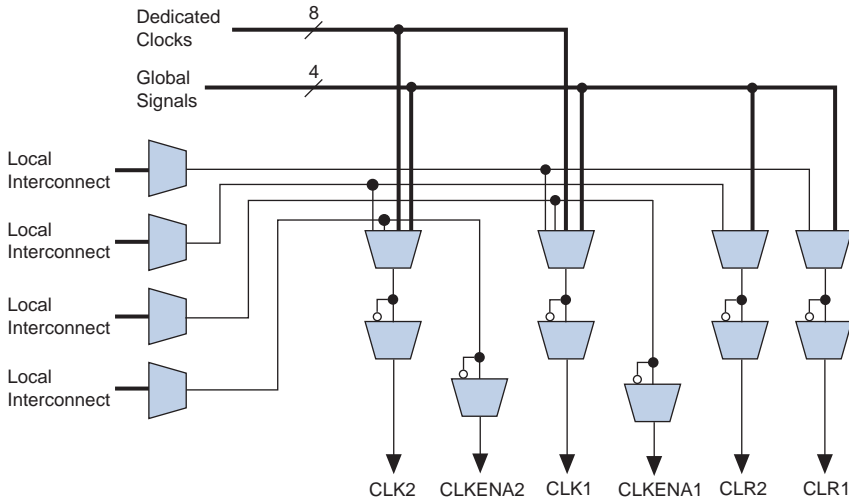 Dedicated
Clocks
8
Global
Signals
4
Local
Interconnect
Local
Interconnect
Local
Interconnect
Local
Interconnect
CLK2 CLKENA2 CLK1 CLKENA1 CLR2 CLR1